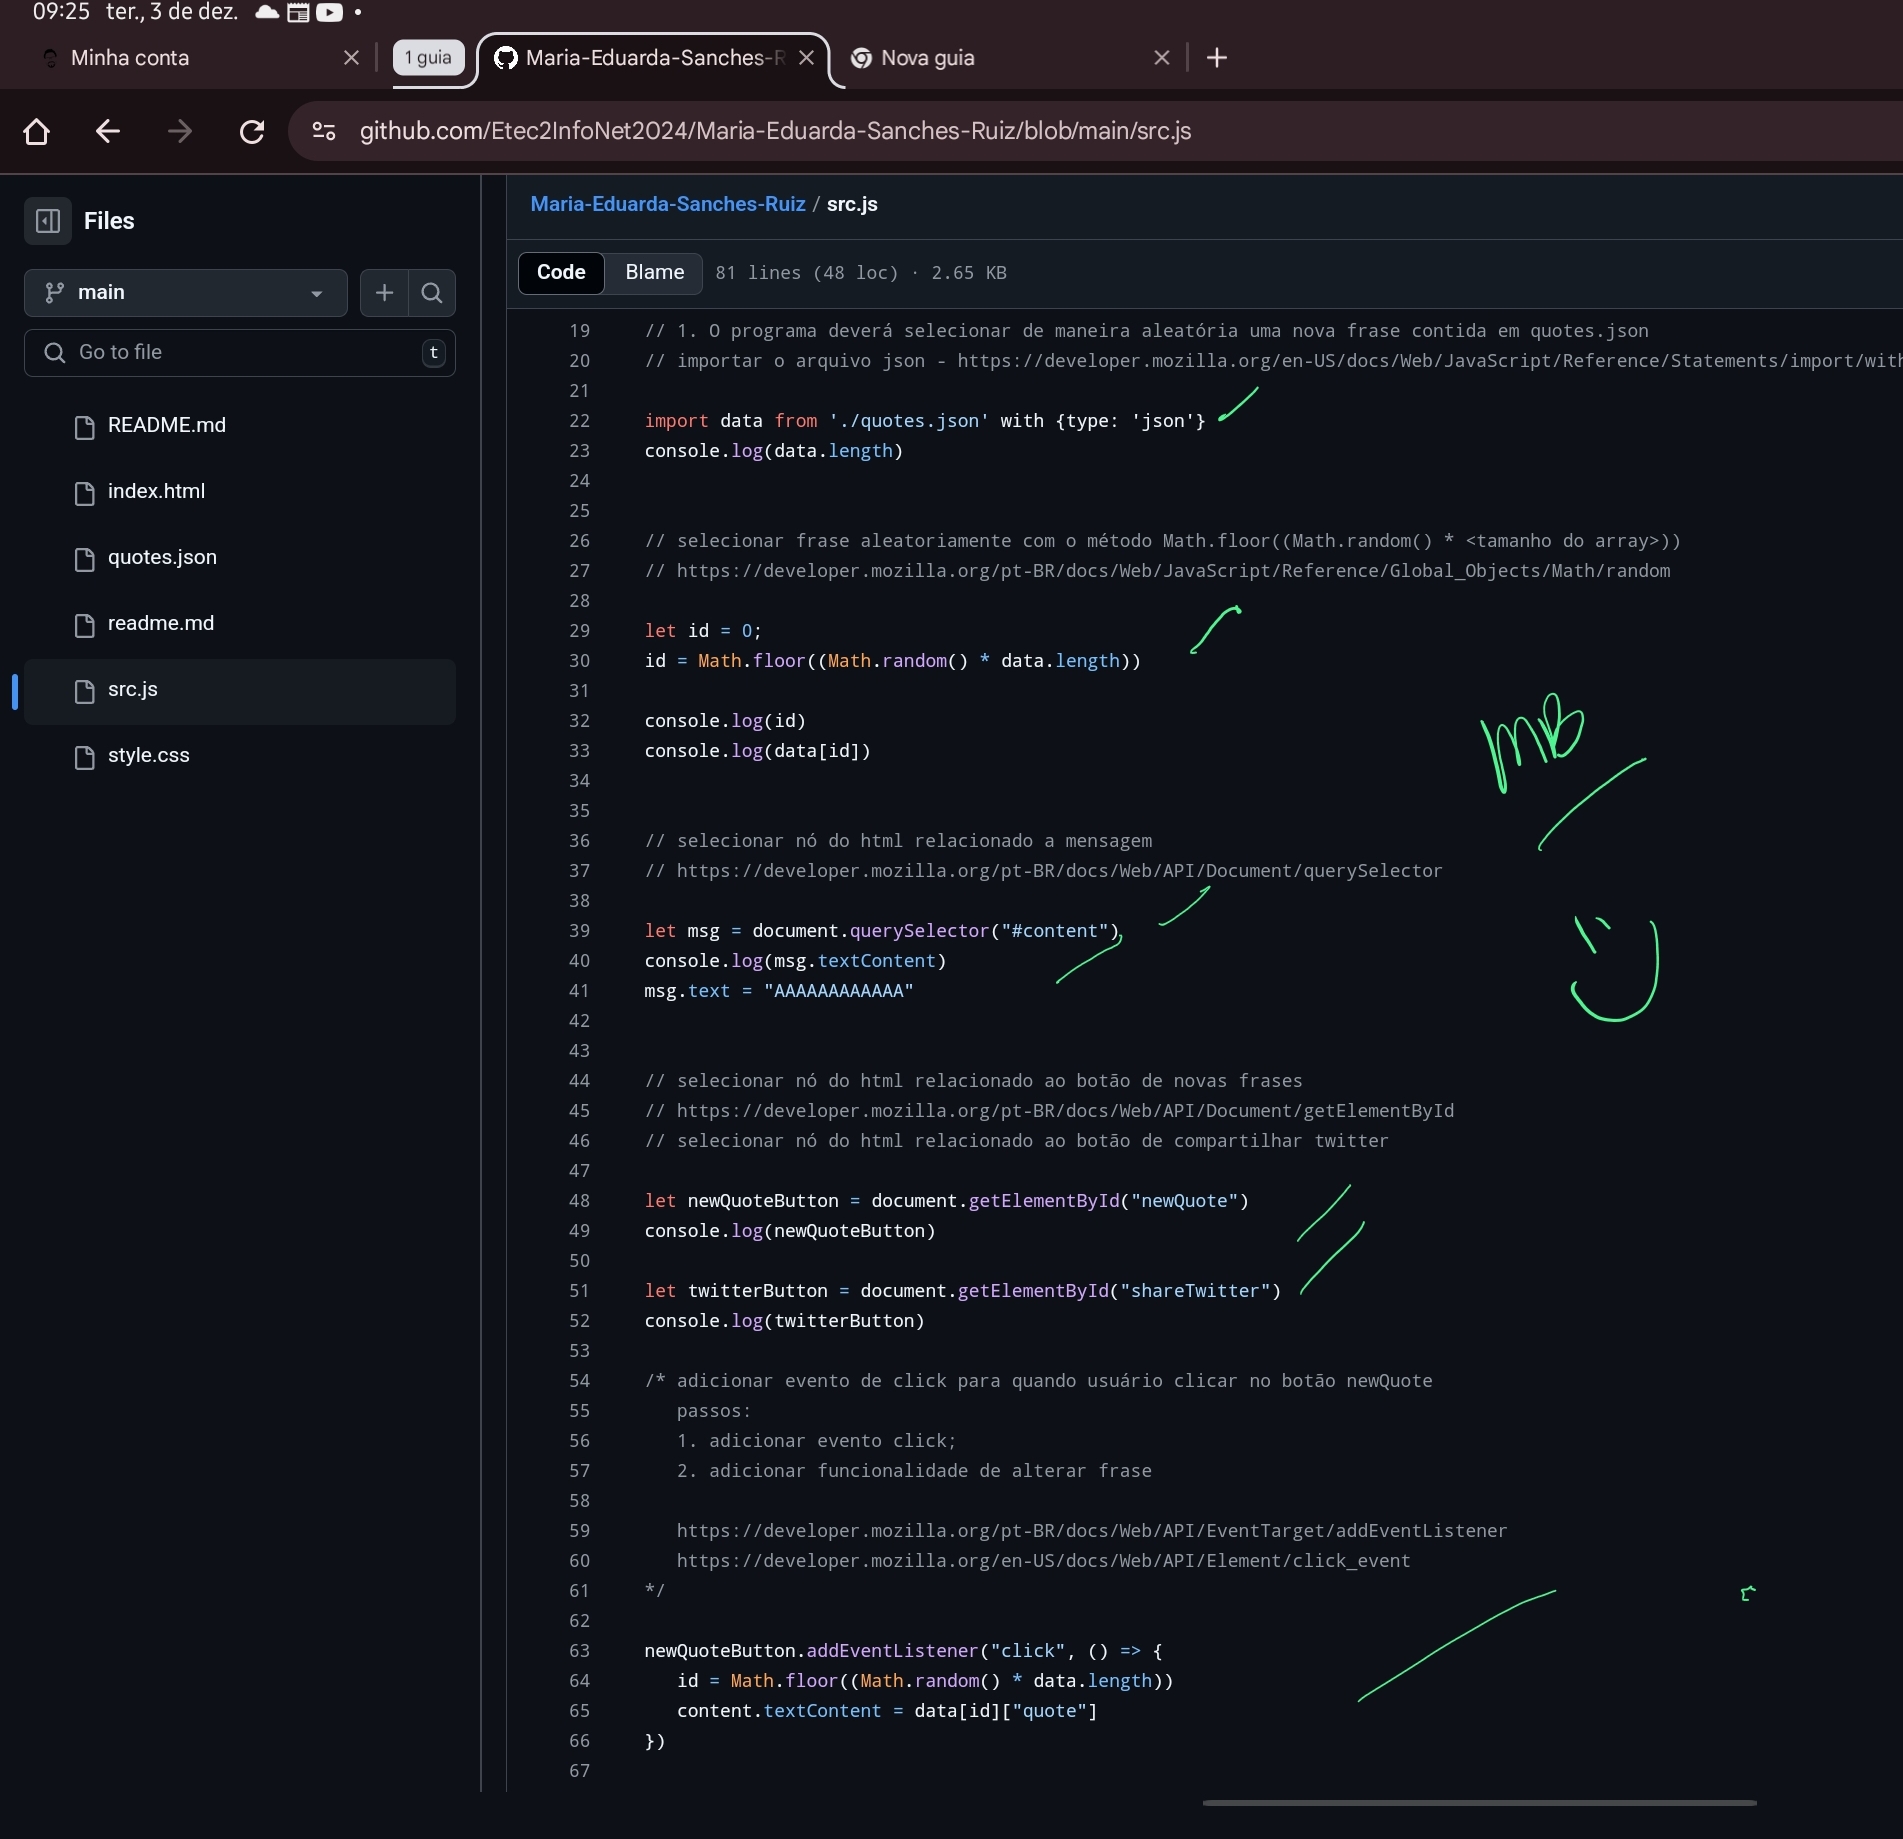 09:25 ter., 3 de dez.
Minha conta
1 guia
Maria-Eduarda-Sanches-R
Nova guia
github.com/Etec2InfoNet2024/Maria-Eduarda-Sanches-Ruiz/blob/main/src.js
Files
main
Go to file
t
README.md
index.html
quotes.json
readme.md
src.js
style.css
Maria-Eduarda-Sanches-Ruiz / src.js
Code Blame 81 lines (48 loc) · 2.65 KB
19 // 1. O programa deverá selecionar de maneira aleatória uma nova frase contida em quotes.json
20 // importar o arquivo json - https://developer.mozilla.org/en-US/docs/Web/JavaScript/Reference/Statements/import/with
21
22 import data from './quotes.json' with {type: 'json'}
23 console.log(data.length)
24
25
26 // selecionar frase aleatoriamente com o método Math.floor((Math.random() * <tamanho do array>))
27 // https://developer.mozilla.org/pt-BR/docs/Web/JavaScript/Reference/Global_Objects/Math/random
28
29 let id = 0;
30 id = Math.floor((Math.random() * data.length))
31
32 console.log(id)
33 console.log(data[id])
34
35
36 // selecionar nó do html relacionado a mensagem
37 // https://developer.mozilla.org/pt-BR/docs/Web/API/Document/querySelector
38
39 let msg = document.querySelector("#content")
40 console.log(msg.textContent)
41 msg.text = "AAAAAAAAAAAA"
42
43
44 // selecionar nó do html relacionado ao botão de novas frases
45 // https://developer.mozilla.org/pt-BR/docs/Web/API/Document/getElementById
46 // selecionar nó do html relacionado ao botão de compartilhar twitter
47
48 let newQuoteButton = document.getElementById("newQuote")
49 console.log(newQuoteButton)
50
51 let twitterButton = document.getElementById("shareTwitter")
52 console.log(twitterButton)
53
54 /* adicionar evento de click para quando usuário clicar no botão newQuote
55 passos:
56 1. adicionar evento click;
57 2. adicionar funcionalidade de alterar frase
58
59 https://developer.mozilla.org/pt-BR/docs/Web/API/EventTarget/addEventListener
60 https://developer.mozilla.org/en-US/docs/Web/API/Element/click_event
61 */
62
63 newQuoteButton.addEventListener("click", () => {
64 id = Math.floor((Math.random() * data.length))
65 content.textContent = data[id]["quote"]
66 })
67
MB